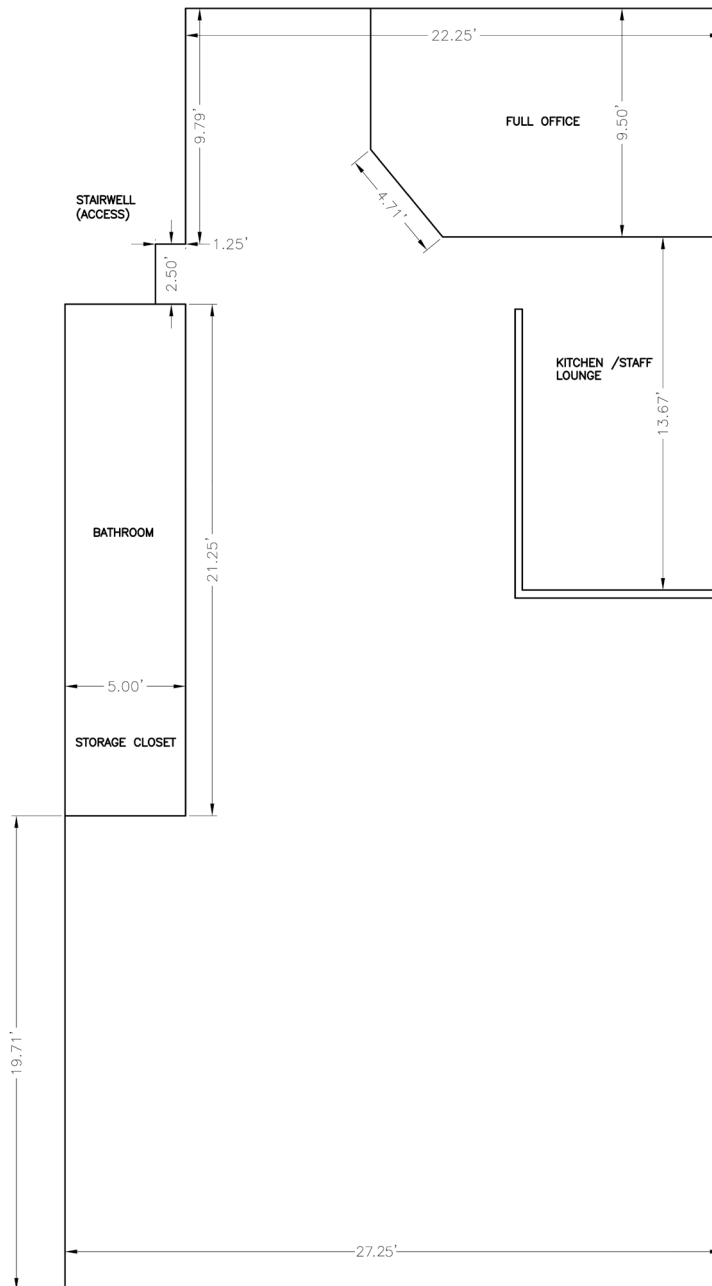 22.25'
9.79'
FULL OFFICE
9.50'
4.71'
STAIRWELL
(ACCESS)
1.25'
2.50'
KITCHEN /STAFF
LOUNGE
13.67'
BATHROOM
21.25'
5.00'
STORAGE CLOSET
19.71'
27.25'